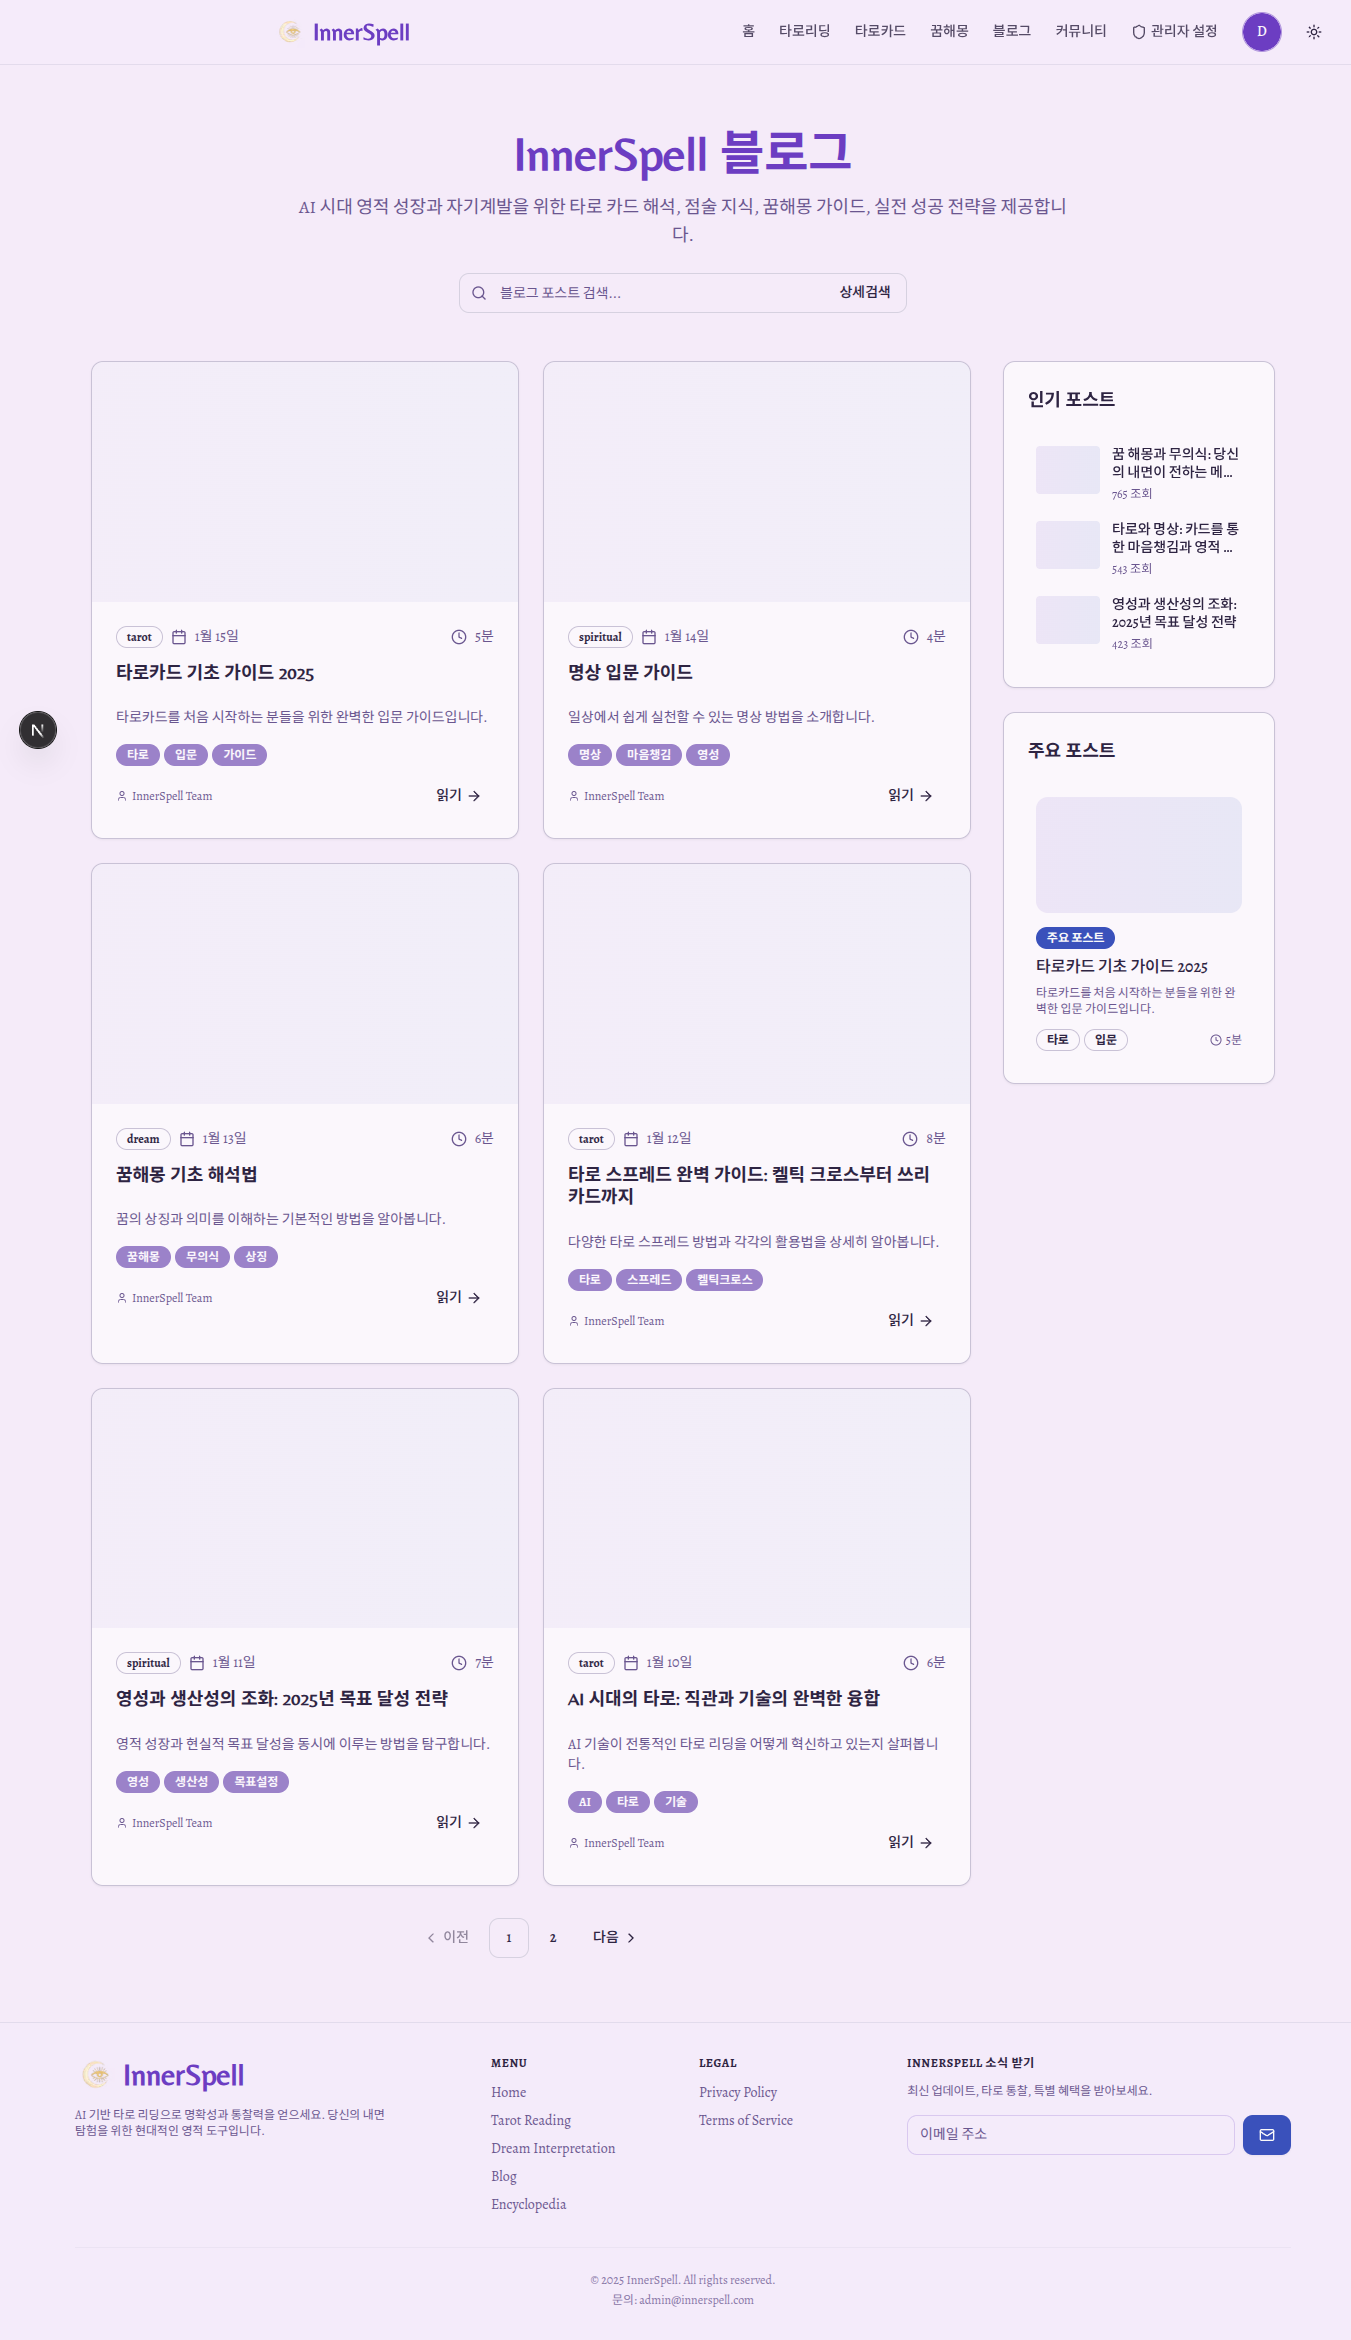 InnerSpell
홈 타로리딩 타로카드 꿈해몽 블로그 커뮤니티 관리자 설정 D
InnerSpell 블로그
AI 시대 영적 성장과 자기계발을 위한 타로 카드 해석, 점술 지식, 꿈해몽 가이드, 실전 성공 전략을 제공합니
다.
블로그 포스트 검색... 상세검색
tarot 1월 15일 5분
타로카드 기초 가이드 2025
타로카드를 처음 시작하는 분들을 위한 완벽한 입문 가이드입니다.
타로 입문 가이드
InnerSpell Team 읽기
spiritual 1월 14일 4분
명상 입문 가이드
일상에서 쉽게 실천할 수 있는 명상 방법을 소개합니다.
명상 마음챙김 영성
InnerSpell Team 읽기
dream 1월 13일 6분
꿈해몽 기초 해석법
꿈의 상징과 의미를 이해하는 기본적인 방법을 알아봅니다.
꿈해몽 무의식 상징
InnerSpell Team 읽기
tarot 1월 12일 8분
타로 스프레드 완벽 가이드: 켈틱 크로스부터 쓰리
카드까지
다양한 타로 스프레드 방법과 각각의 활용법을 상세히 알아봅니다.
타로 스프레드 켈틱크로스
InnerSpell Team 읽기
spiritual 1월 11일 7분
영성과 생산성의 조화: 2025년 목표 달성 전략
영적 성장과 현실적 목표 달성을 동시에 이루는 방법을 탐구합니다.
영성 생산성 목표설정
InnerSpell Team 읽기
tarot 1월 10일 6분
AI 시대의 타로: 직관과 기술의 완벽한 융합
AI 기술이 전통적인 타로 리딩을 어떻게 혁신하고 있는지 살펴봅니
다.
AI 타로 기술
InnerSpell Team 읽기
이전 1 2 다음
인기 포스트
꿈 해몽과 무의식: 당신
의 내면이 전하는 메...
765 조회
타로와 명상: 카드를 통
한 마음챙김과 영적 ...
543 조회
영성과 생산성의 조화:
2025년 목표 달성 전략
423 조회
주요 포스트
주요 포스트
타로카드 기초 가이드 2025
타로카드를 처음 시작하는 분들을 위한 완
벽한 입문 가이드입니다.
타로 입문 5분
InnerSpell
AI 기반 타로 리딩으로 명확성과 통찰력을 얻으세요. 당신의 내면
탐험을 위한 현대적인 영적 도구입니다.
MENU
Home
Tarot Reading
Dream Interpretation
Blog
Encyclopedia
LEGAL
Privacy Policy
Terms of Service
INNERSPELL 소식 받기
최신 업데이트, 타로 통찰, 특별 혜택을 받아보세요.
이메일 주소
© 2025 InnerSpell. All rights reserved.
문의: admin@innerspell.com